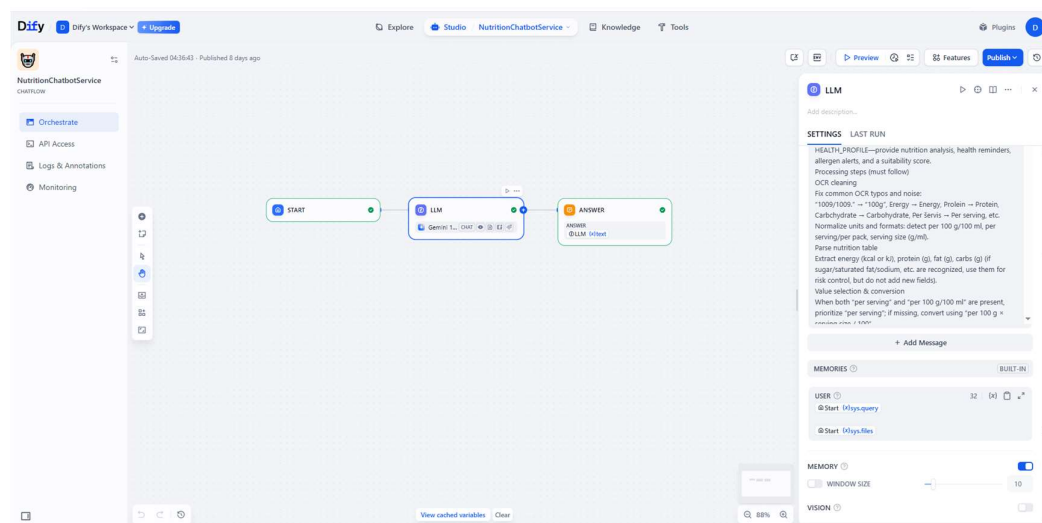 Dify
D Dify's Workspace
Upgrade
Explore
Studio
NutritionChatbotService
Knowledge
Tools
Plugins
D
NutritionChatbotService
CHATFLOW
Orchestrate
API Access
Logs & Annotations
Monitoring
Auto-Saved 04:36:43 · Published 8 days ago
ENV
Preview
Features
Publish
START
LLM
Gemini 1... CHAT
ANSWER
ANSWER
LLM {x}text
LLM
Add description...
SETTINGS LAST RUN
HEALTH_PROFILE—provide nutrition analysis, health reminders,
allergen alerts, and a suitability score.
Processing steps (must follow)
OCR cleaning
Fix common OCR typos and noise:
"1009/1009." → "100g", Erergy → Energy, Prolein → Protein,
Carbchydrate → Carbohydrate, Per Servis → Per serving, etc.
Normalize units and formats: detect per 100 g/100 ml, per
serving/per pack, serving size (g/ml).
Parse nutrition table
Extract energy (kcal or kJ), protein (g), fat (g), carbs (g) (if
sugar/saturated fat/sodium, etc. are recognized, use them for
risk control, but do not add new fields).
Value selection & conversion
When both "per serving" and "per 100 g/100 ml" are present,
prioritize "per serving"; if missing, convert using "per 100 g ×
serving size / 100".
+ Add Message
MEMORIES BUILT-IN
USER 32 {x}
Start {x}sys.query
Start {x}sys.files
MEMORY
WINDOW SIZE 10
VISION
View cached variables Clear
88%